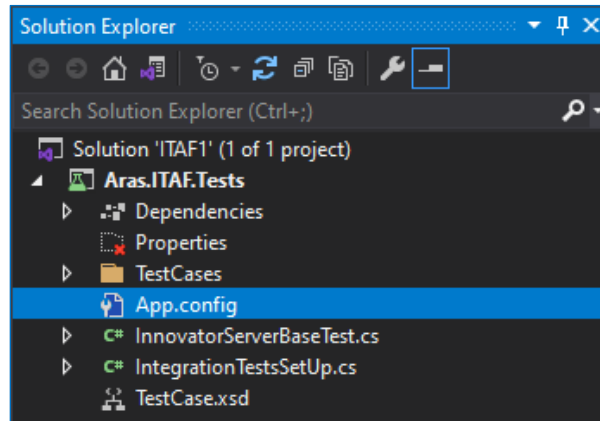 Solution Explorer
Search Solution Explorer (Ctrl+;)
Solution 'ITAF1' (1 of 1 project)
Aras.ITAF.Tests
Dependencies
Properties
TestCases
App.config
C# InnovatorServerBaseTest.cs
C# IntegrationTestsSetUp.cs
TestCase.xsd